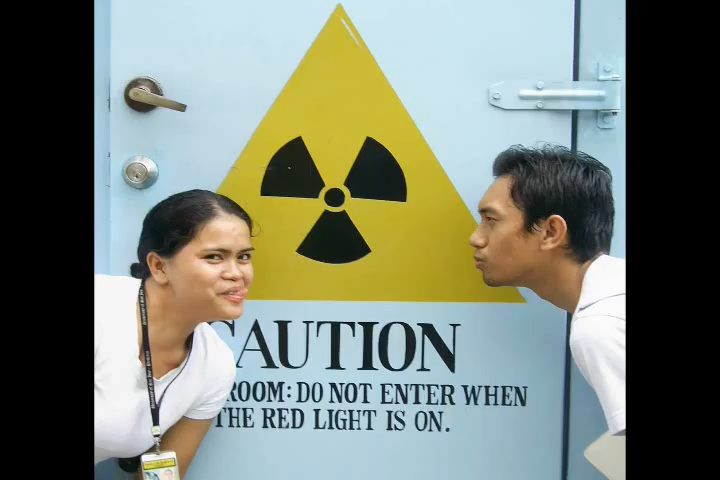 CAUTION
ROOM: DO NOT ENTER WHEN
THE RED LIGHT IS ON.